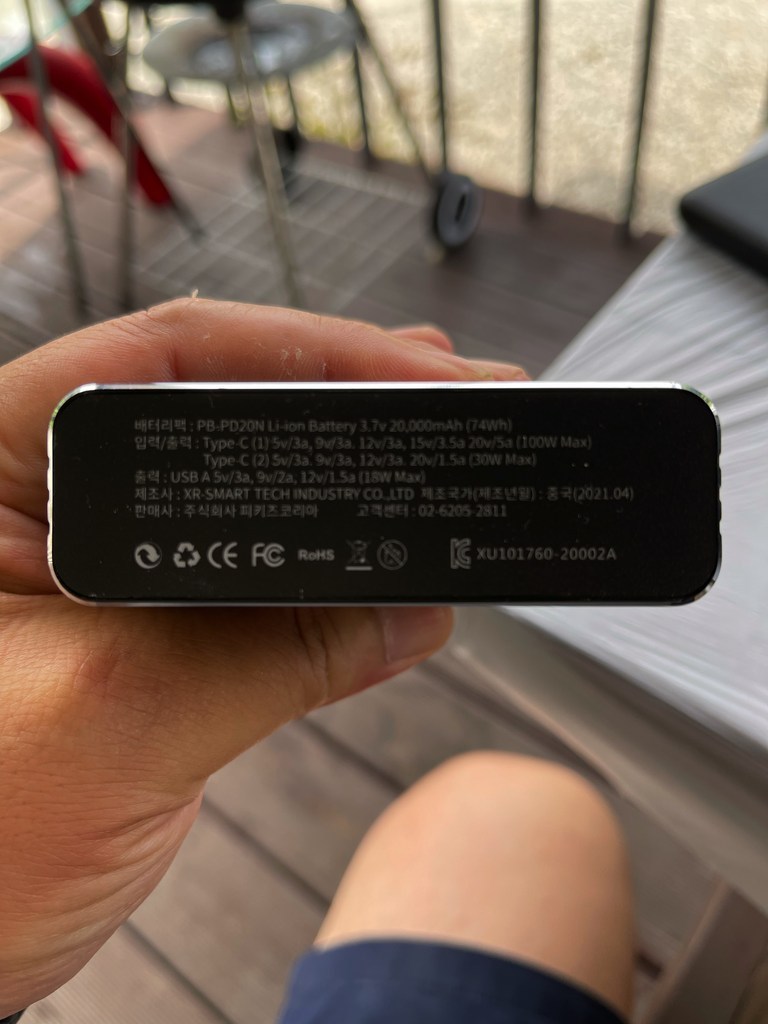 배터리팩 : PB-PD20N Li-ion Battery 3.7v 20,000mAh (74Wh)
입력/출력 : Type-C (1) 5v/3a, 9v/3a. 12v/3a, 15v/3.5a 20v/5a (100W Max)
Type-C (2) 5v/3a. 9v/3a, 12v/3a. 20v/1.5a (30W Max)
출력 : USB A 5v/3a, 9v/2a, 12v/1.5a (18W Max)
제조사 : XR-SMART TECH INDUSTRY CO.,LTD 제조국가(제조년월) : 중국(2021.04)
판매사 : 주식회사 피키즈코리아 고객센터 : 02-6205-2811
CE FC RoHS XU101760-20002A